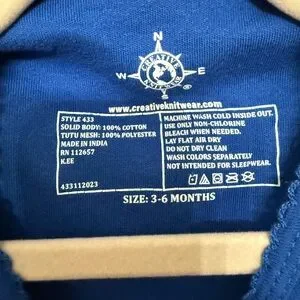 N
W E
CREATIVE
KNITWEAR
S
®
www.creativeknitwear.com
STYLE 433
SOLID BODY: 100% COTTON
TUTU MESH: 100% POLYESTER
MADE IN INDIA
RN 112657
K.EE
433112023
MACHINE WASH COLD INSIDE OUT.
USE ONLY NON-CHLORINE
BLEACH WHEN NEEDED.
LAY FLAT AIR DRY
DO NOT DRY CLEAN
WASH COLORS SEPARATELY
NOT INTENDED FOR SLEEPWEAR.
SIZE: 3-6 MONTHS